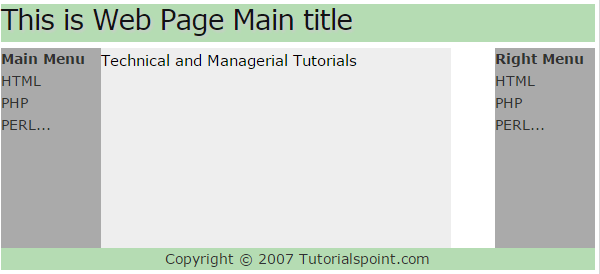 This is Web Page Main title
Main Menu
HTML
PHP
PERL...
Technical and Managerial Tutorials
Right Menu
HTML
PHP
PERL...
Copyright © 2007 Tutorialspoint.com